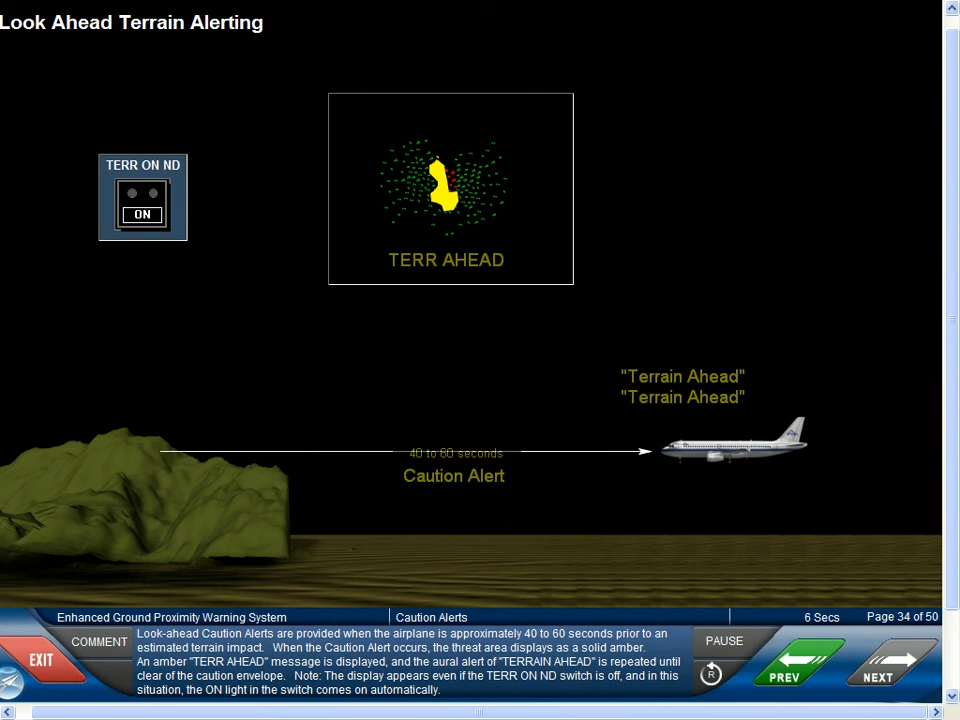 Look Ahead Terrain Alerting
TERR ON ND
ON
TERR AHEAD
"Terrain Ahead"
"Terrain Ahead"
40 to 60 seconds
Caution Alert
Enhanced Ground Proximity Warning System
Caution Alerts
6 Secs
Page 34 of 50
EXIT
COMMENT
Look-ahead Caution Alerts are provided when the airplane is approximately 40 to 60 seconds prior to an
estimated terrain impact.   When the Caution Alert occurs, the threat area displays as a solid amber.
An amber "TERR AHEAD" message is displayed, and the aural alert of "TERRAIN AHEAD" is repeated until
clear of the caution envelope.   Note: The display appears even if the TERR ON ND switch is off, and in this
situation, the ON light in the switch comes on automatically.
PAUSE
R
PREV
NEXT